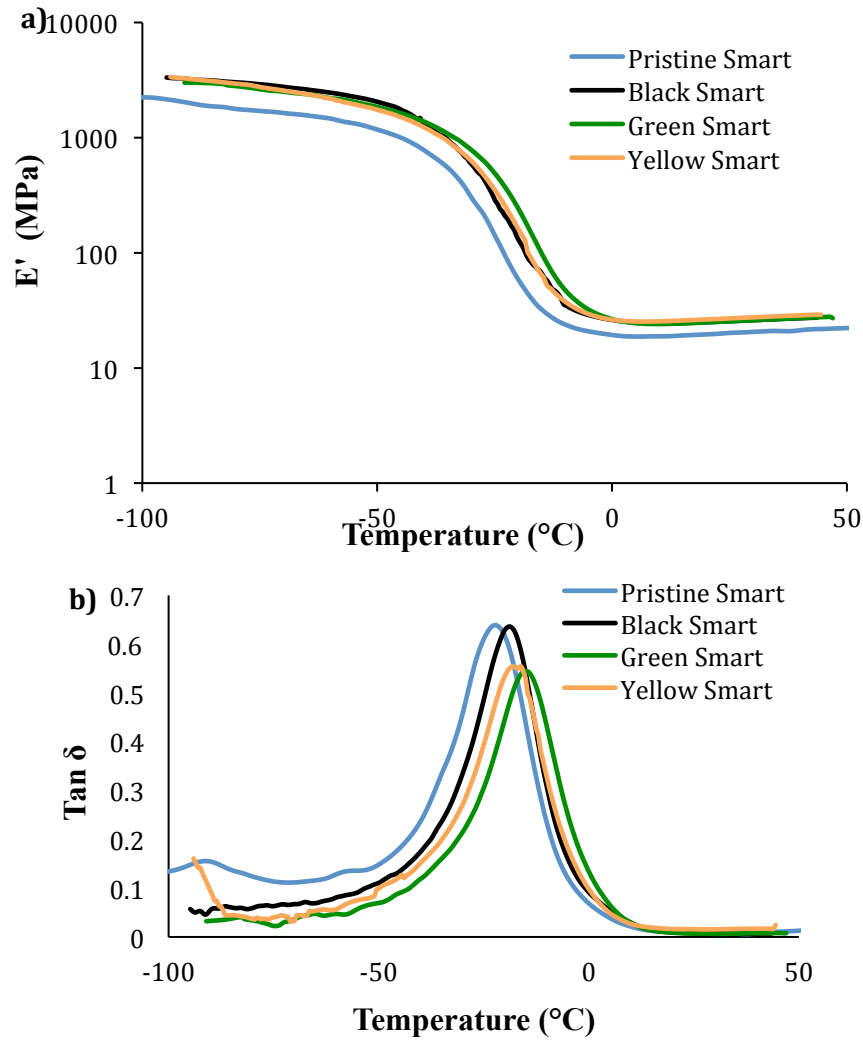 a)
10000
1000
100
10
1
E' (MPa)
-100
-50
0
50
Temperature (°C)
Pristine Smart
Black Smart
Green Smart
Yellow Smart
b)
0.7
0.6
0.5
0.4
0.3
0.2
0.1
0
Tan δ
-100
-50
0
50
Temperature (°C)
Pristine Smart
Black Smart
Green Smart
Yellow Smart